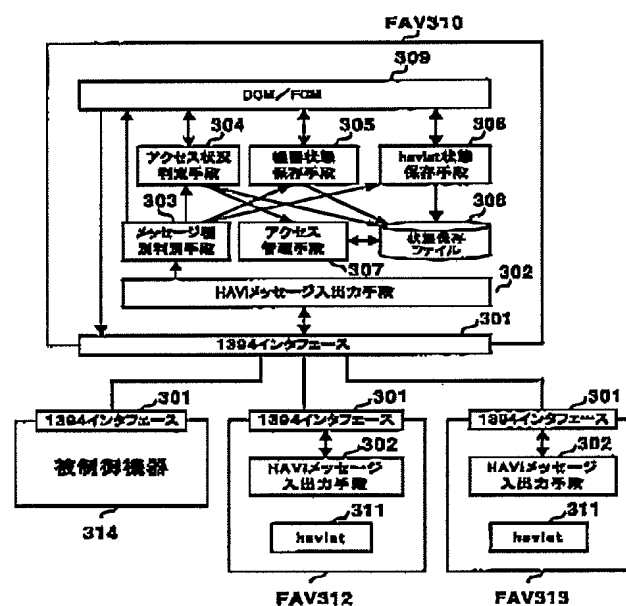 FAV310
309
DCM/FCM
304
305
306
アクセス状況
判定手段
機器状態
保存手段
havlet状態
保存手段
303
308
メッセージ種
別判別手段
アクセス
管理手段
状態保存
ファイル
307
302
HAViメッセージ入出力手段
301
1394インタフェース
301
301
301
1394インタフェース
1394インタフェース
1394インタフェース
被制御機器
302
302
HAViメッセージ
入出力手段
HAViメッセージ
入出力手段
314
311
311
havlet
havlet
FAV312
FAV313